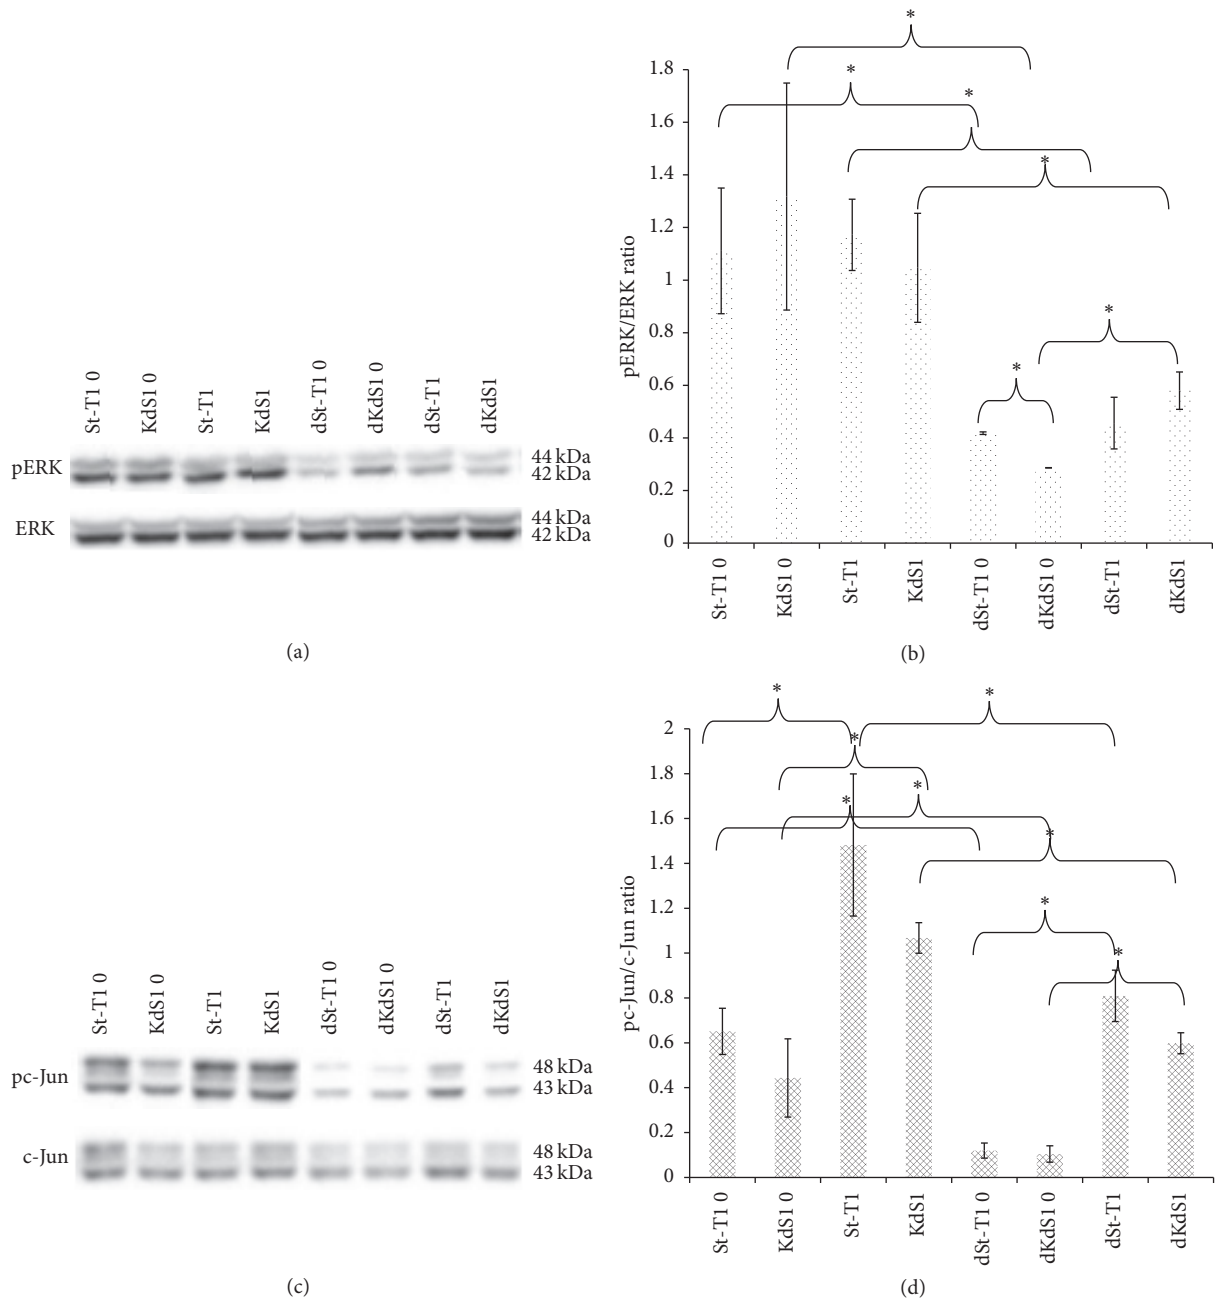 St-T1 0
KdS1 0
St-T1
KdS1
dSt-T1 0
dKdS1 0
dSt-T1
dKdS1
pERK
44 kDa
42 kDa
ERK
44 kDa
42 kDa
(a)
*
*
*
*
*
*
pERK/ERK ratio
1.8
1.6
1.4
1.2
1
0.8
0.6
0.4
0.2
0
St-T1 0
KdS1 0
St-T1
KdS1
dSt-T1 0
dKdS1 0
dSt-T1
dKdS1
(b)
St-T1 0
KdS1 0
St-T1
KdS1
dSt-T1 0
dKdS1 0
dSt-T1
dKdS1
pc-Jun
48 kDa
43 kDa
c-Jun
48 kDa
43 kDa
(c)
*
*
*
*
*
*
*
*
pc-Jun/c-Jun ratio
2
1.8
1.6
1.4
1.2
1
0.8
0.6
0.4
0.2
0
St-T1 0
KdS1 0
St-T1
KdS1
dSt-T1 0
dKdS1 0
dSt-T1
dKdS1
(d)